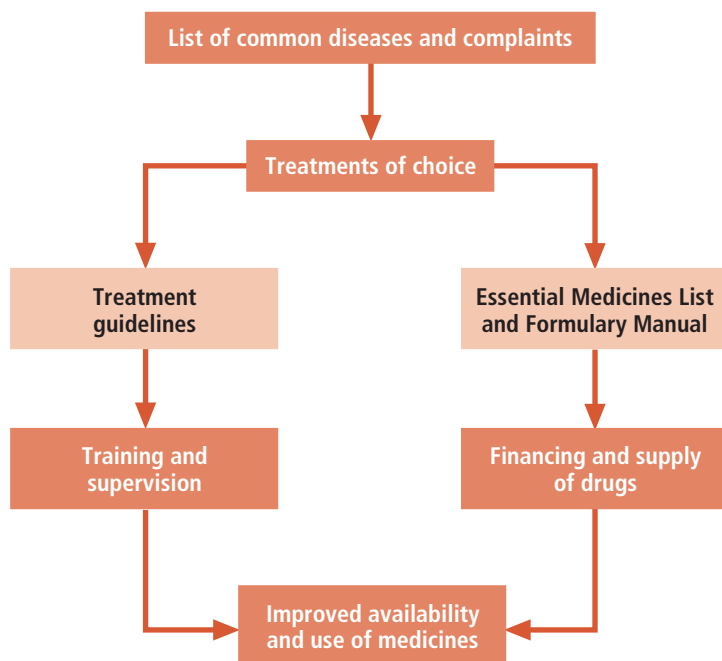 List of common diseases and complaints
Treatments of choice
Treatment
guidelines
Essential Medicines List
and Formulary Manual
Training and
supervision
Financing and supply
of drugs
Improved availability
and use of medicines